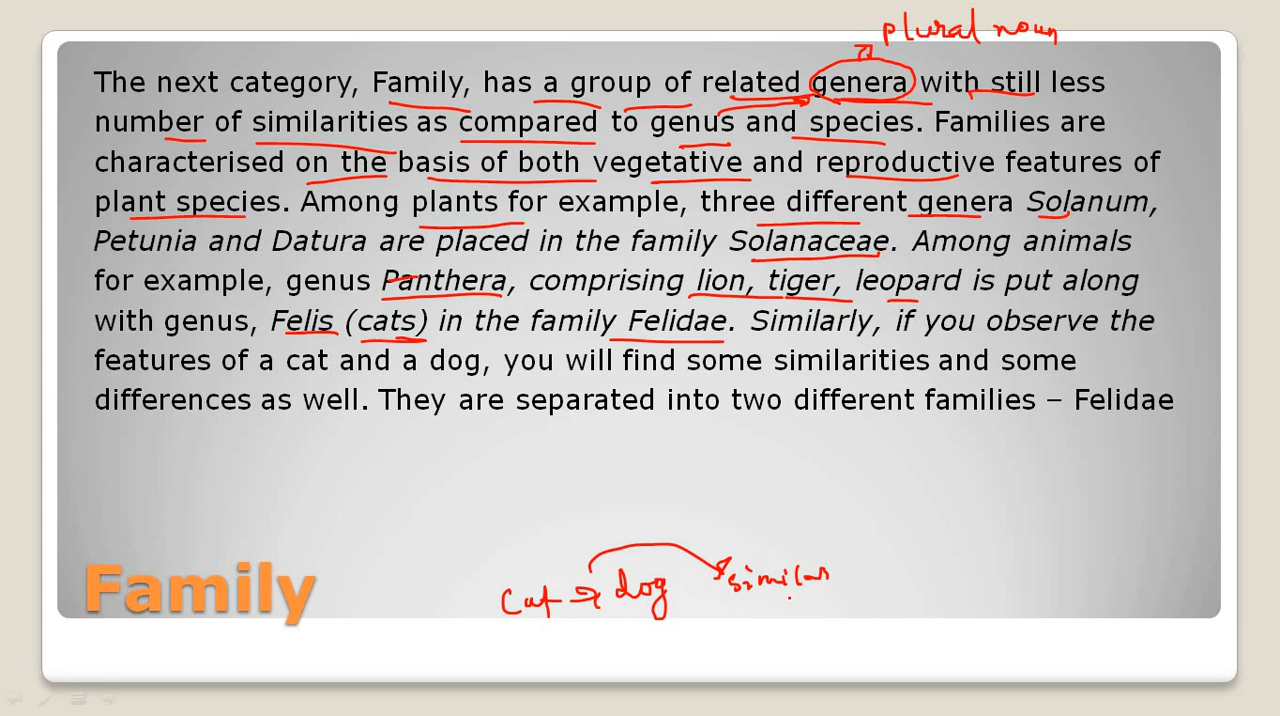 plural noun
The next category, Family, has a group of related genera with still less
number of similarities as compared to genus and species. Families are
characterised on the basis of both vegetative and reproductive features of
plant species. Among plants for example, three different genera Solanum,
Petunia and Datura are placed in the family Solanaceae. Among animals
for example, genus Panthera, comprising lion, tiger, leopard is put along
with genus, Felis (cats) in the family Felidae. Similarly, if you observe the
features of a cat and a dog, you will find some similarities and some
differences as well. They are separated into two different families – Felidae
Cat → dog similar
Family